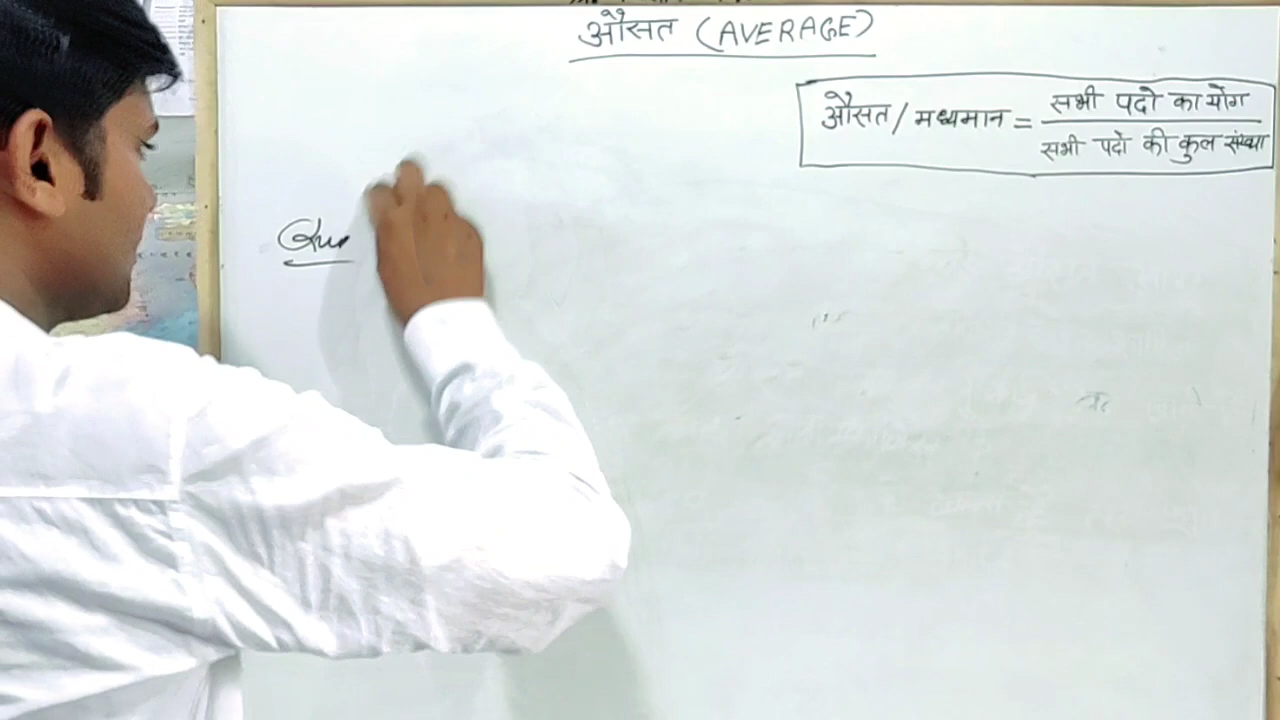 औसत (AVERAGE)
औसत/मध्यमान = सभी पदो का योग
सभी पदो की कुल संख्या
Que